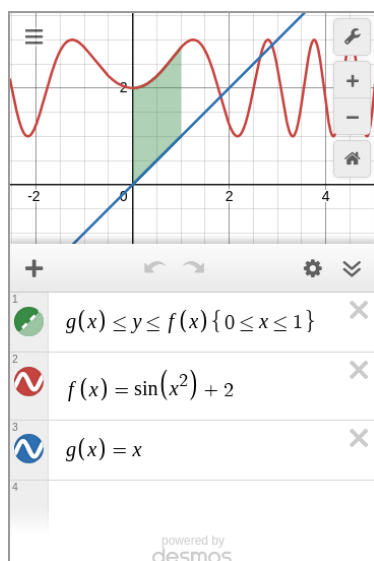 2
-2
0
2
4
1
g(x) ≤ y ≤ f(x) {0 ≤ x ≤ 1}
2
f(x) = sin(x²) + 2
3
g(x) = x
4
powered by
desmos